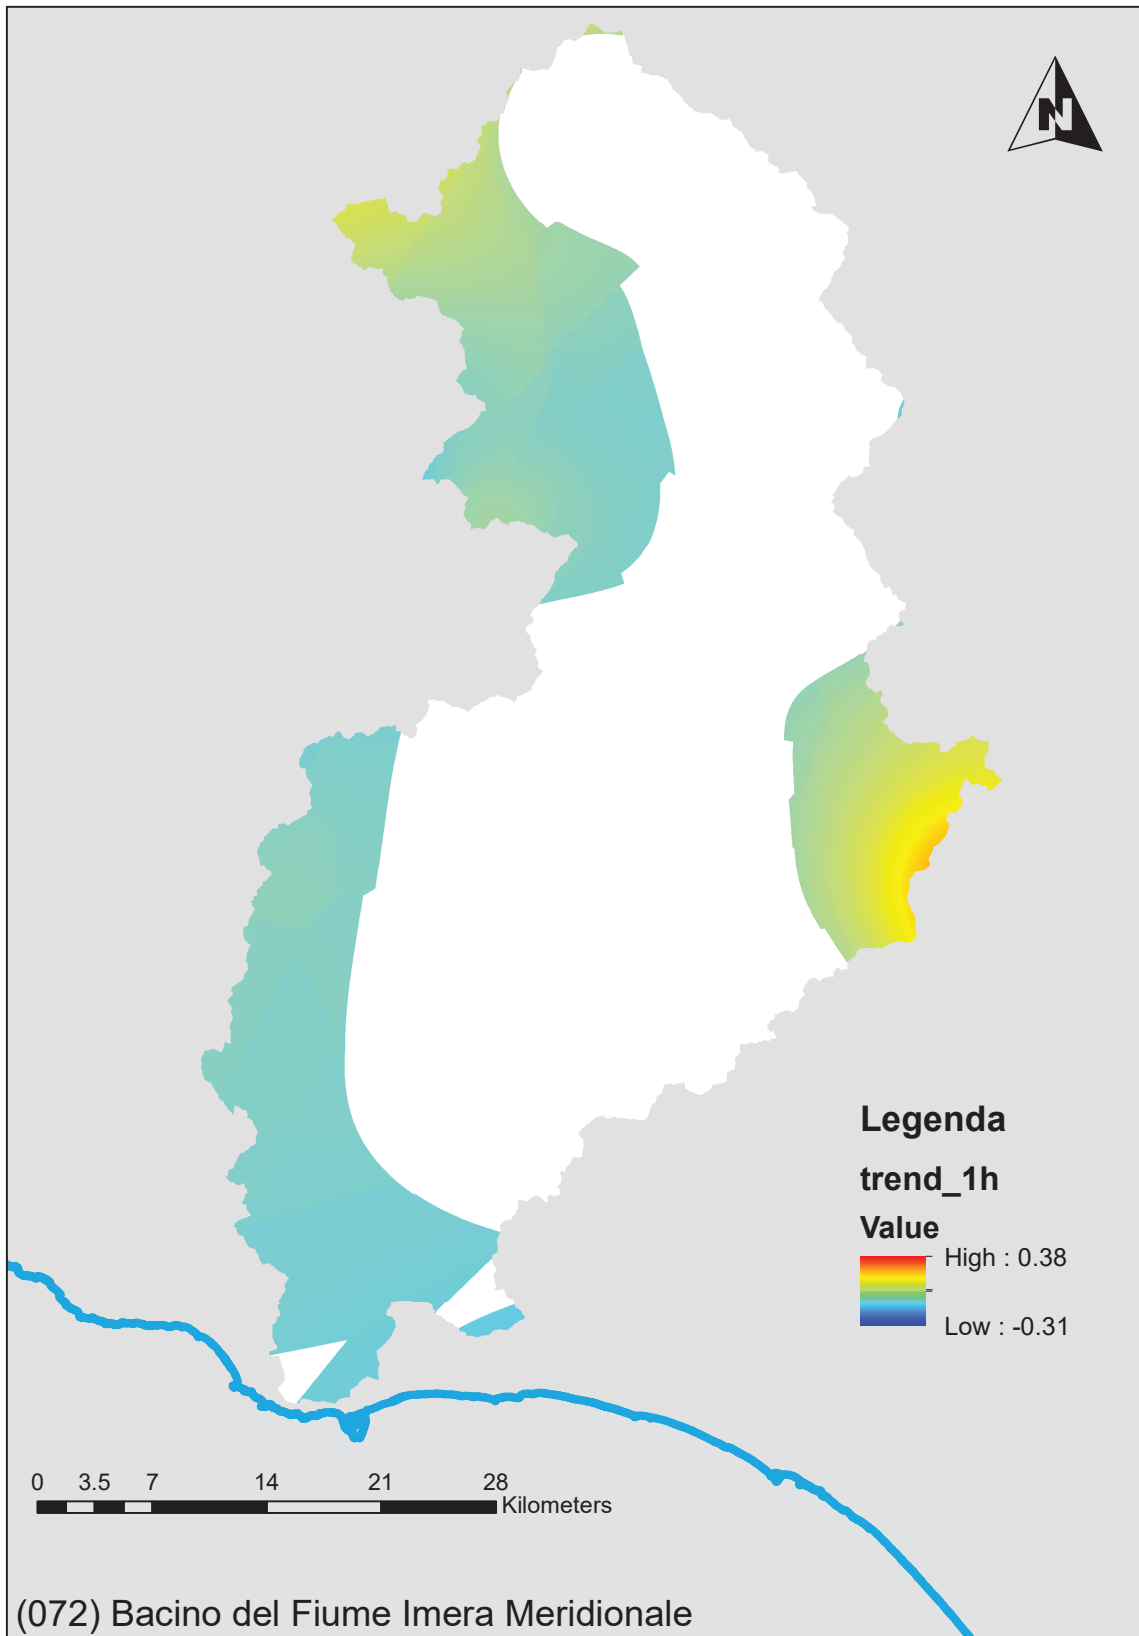 N
Legenda
trend_1h
Value
High : 0.38
Low : -0.31
0 3.5 7 14 21 28
Kilometers
(072) Bacino del Fiume Imera Meridionale